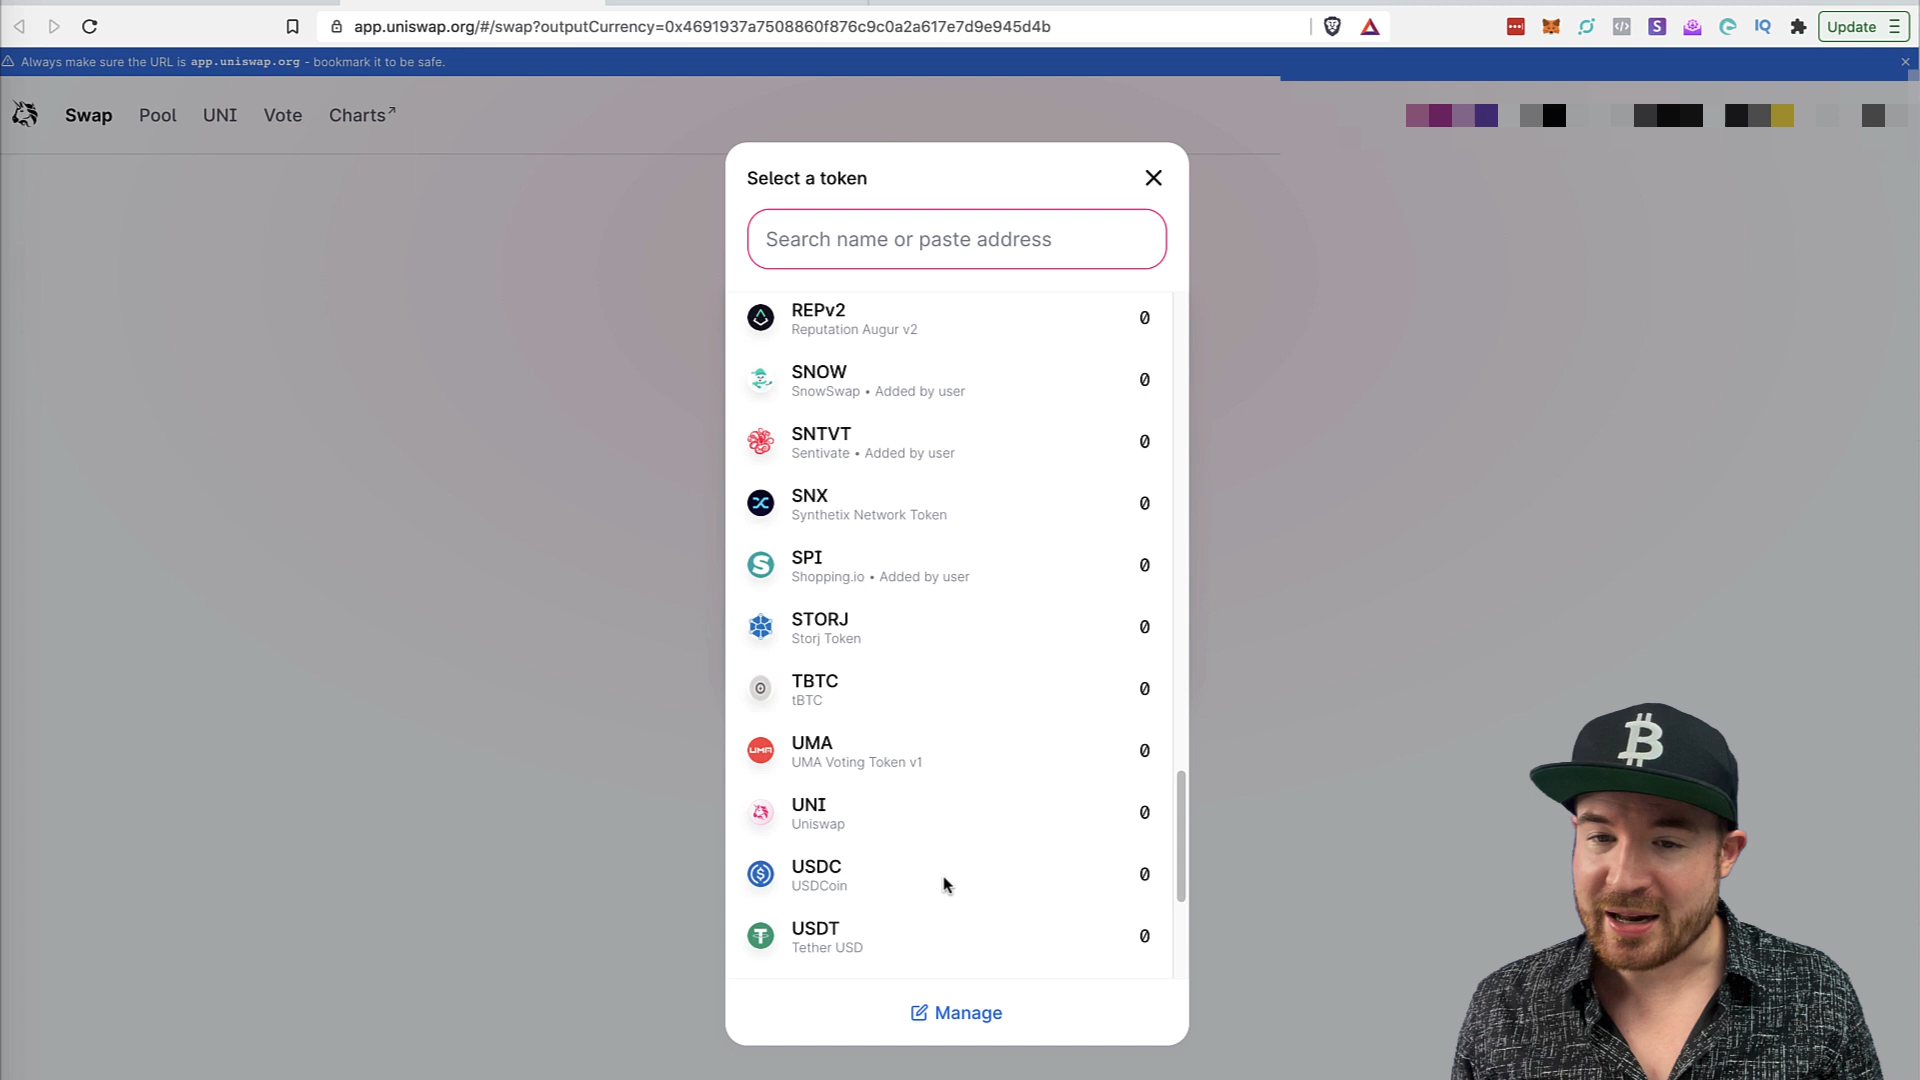 app.uniswap.org/#/swap?outputCurrency=0x4691937a7508860f876c9c0a2a617e7d9e945d4b
S
IQ
Update
Always make sure the URL is app.uniswap.org - bookmark it to be safe.
Swap Pool UNI Vote Charts↗
Select a token
Search name or paste address
REPv2
Reputation Augur v2
0
SNOW
SnowSwap • Added by user
0
SNTVT
Sentivate • Added by user
0
SNX
Synthetix Network Token
0
SPI
Shopping.io • Added by user
0
STORJ
Storj Token
0
TBTC
tBTC
0
UMA
UMA
UMA Voting Token v1
0
UNI
Uniswap
0
USDC
USDCoin
0
USDT
Tether USD
0
Manage